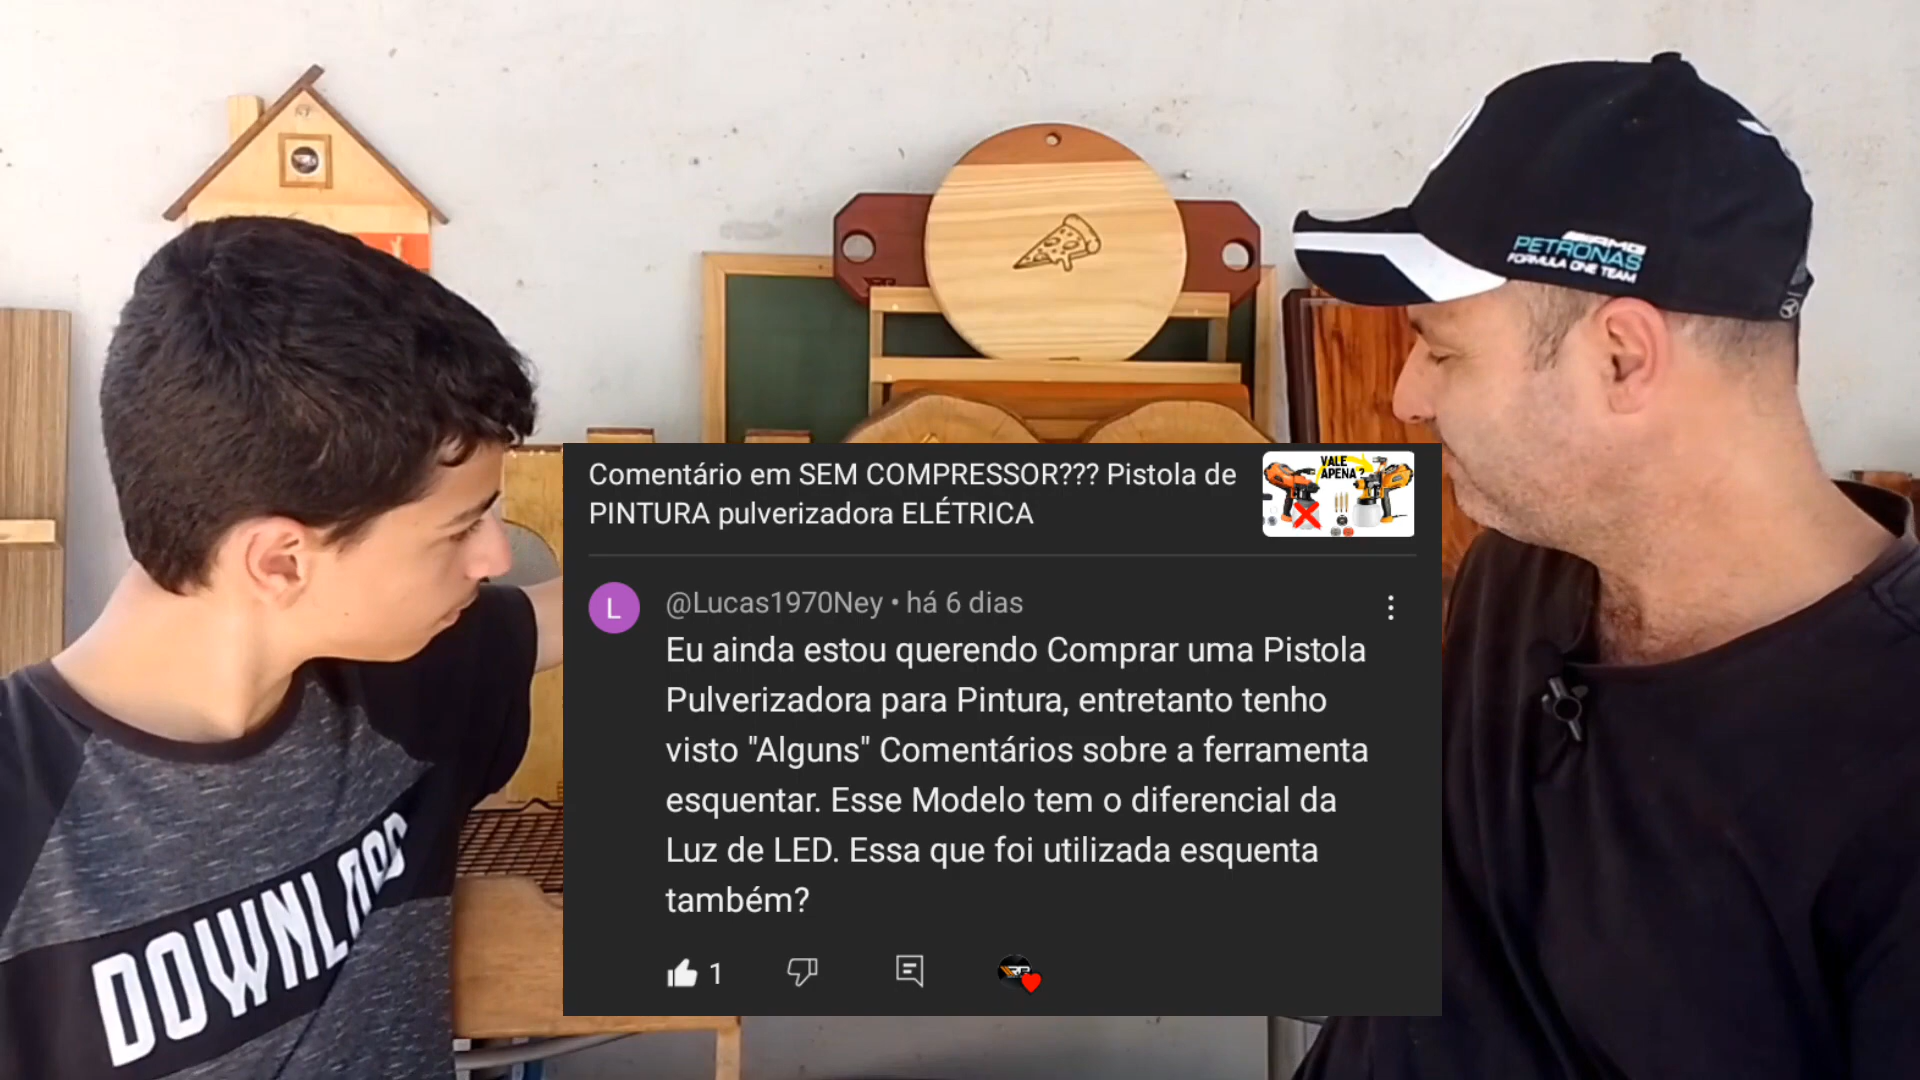 AMG
PETRONAS
FORMULA ONE TEAM
Comentário em SEM COMPRESSOR??? Pistola de
PINTURA pulverizadora ELÉTRICA
VALE
APENA ?
L
@Lucas1970Ney • há 6 dias
Eu ainda estou querendo Comprar uma Pistola
Pulverizadora para Pintura, entretanto tenho
visto "Alguns" Comentários sobre a ferramenta
esquentar. Esse Modelo tem o diferencial da
Luz de LED. Essa que foi utilizada esquenta
também?
1
DOWNLOAD